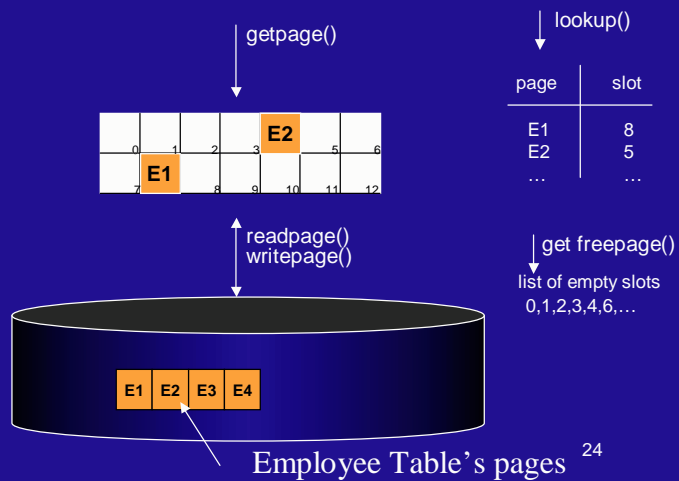 getpage()
lookup()
page slot
E1 8
E2 5
… …
E2
0 1 2 3 5 6
E1
7 8 9 10 11 12
readpage()
writepage()
get freepage()
list of empty slots
0,1,2,3,4,6,…
E1 E2 E3 E4
Employee Table’s pages
24